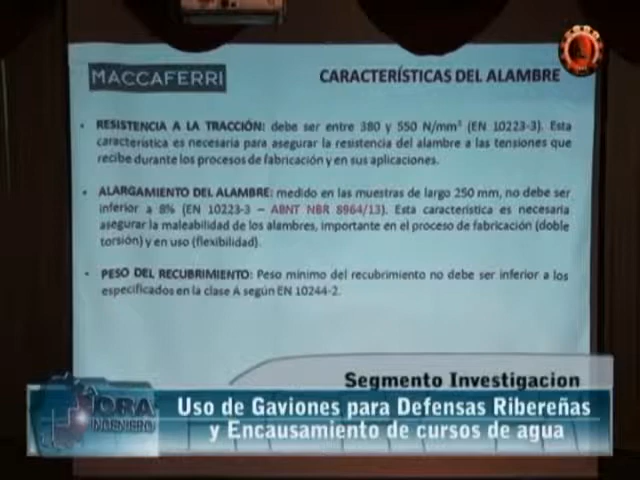 MACCAFERRI
CARACTERÍSTICAS DEL ALAMBRE
• RESISTENCIA A LA TRACCIÓN: debe ser entre 380 y 550 N/mm² (EN 10223-3). Esta
característica es necesaria para asegurar la resistencia del alambre a las tensiones que
recibe durante los procesos de fabricación y en sus aplicaciones.
• ALARGAMIENTO DEL ALAMBRE: medido en las muestras de largo 250 mm, no debe ser
inferior a 8% (EN 10223-3 – ABNT NBR 8964/13). Esta característica es necesaria
asegurar la maleabilidad de los alambres, importante en el proceso de fabricación (doble
torsión) y en uso (flexibilidad).
• PESO DEL RECUBRIMIENTO: Peso mínimo del recubrimiento no debe ser inferior a los
especificados en la clase A según EN 10244-2.
Segmento Investigacion
Uso de Gaviones para Defensas Ribereñas
y Encausamiento de cursos de agua
HORA
INGENIERO